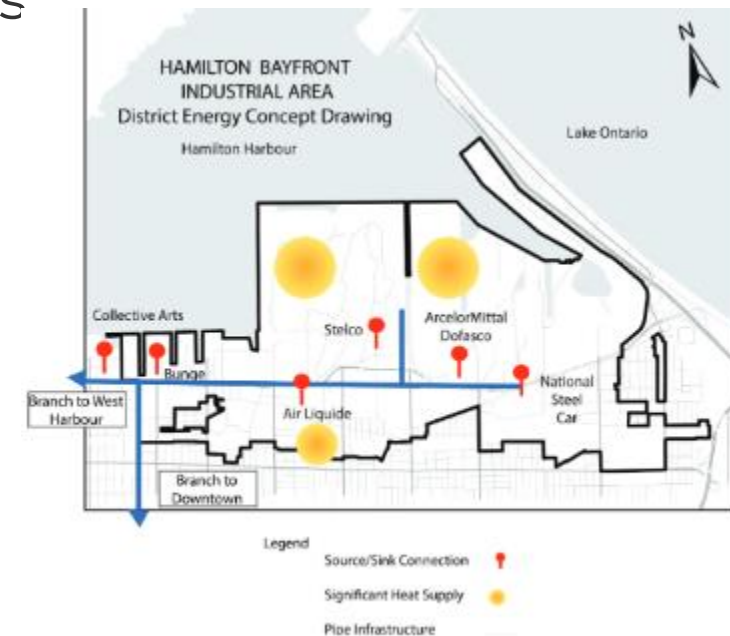 S
HAMILTON BAYFRONT
INDUSTRIAL AREA
District Energy Concept Drawing
Hamilton Harbour
N
Lake Ontario
Collective Arts
Stelco
ArcelorMittal
Dofasco
Bunge
National
Steel
Car
Air Liquide
Branch to West
Harbour
Branch to
Downtown
Legend
Source/Sink Connection
Significant Heat Supply
Pipe Infrastructure